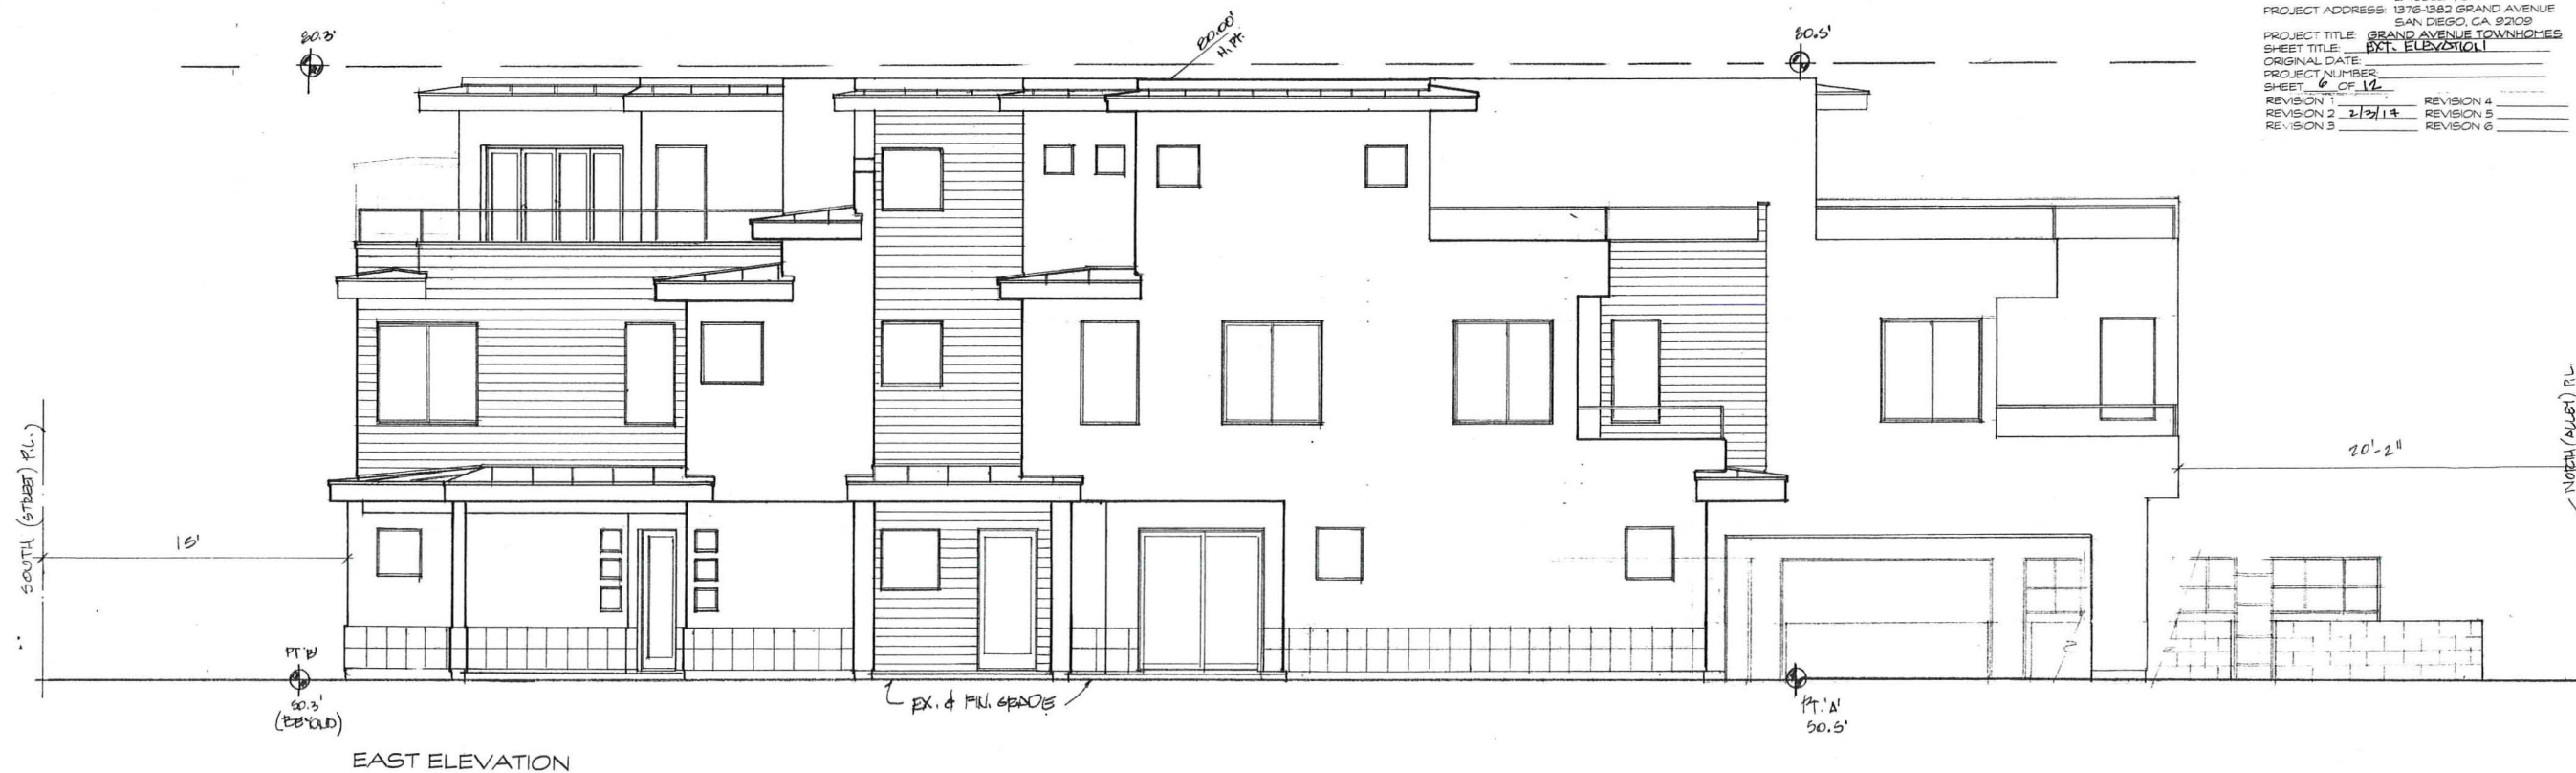 PROJECT ADDRESS: 1376-1382 GRAND AVENUE
SAN DIEGO, CA 92109
PROJECT TITLE: GRAND AVENUE TOWNHOMES
SHEET TITLE: EXT. ELEVATION
ORIGINAL DATE:
PROJECT NUMBER
SHEET 6 OF 12
REVISION 1 REVISION 4
REVISION 2 2/3/17 REVISION 5
REVISION 3 REVISON 6
80.3'
80.00'
H. PT.
80.5'
SOUTH (STREET) P.L.
15'
20'-2"
NORTH (ALLEY) P.L.
PT 'B'
50.3'
(BEYOND)
EX. & FIN. GRADE
PT. 'A'
50.5'
EAST ELEVATION